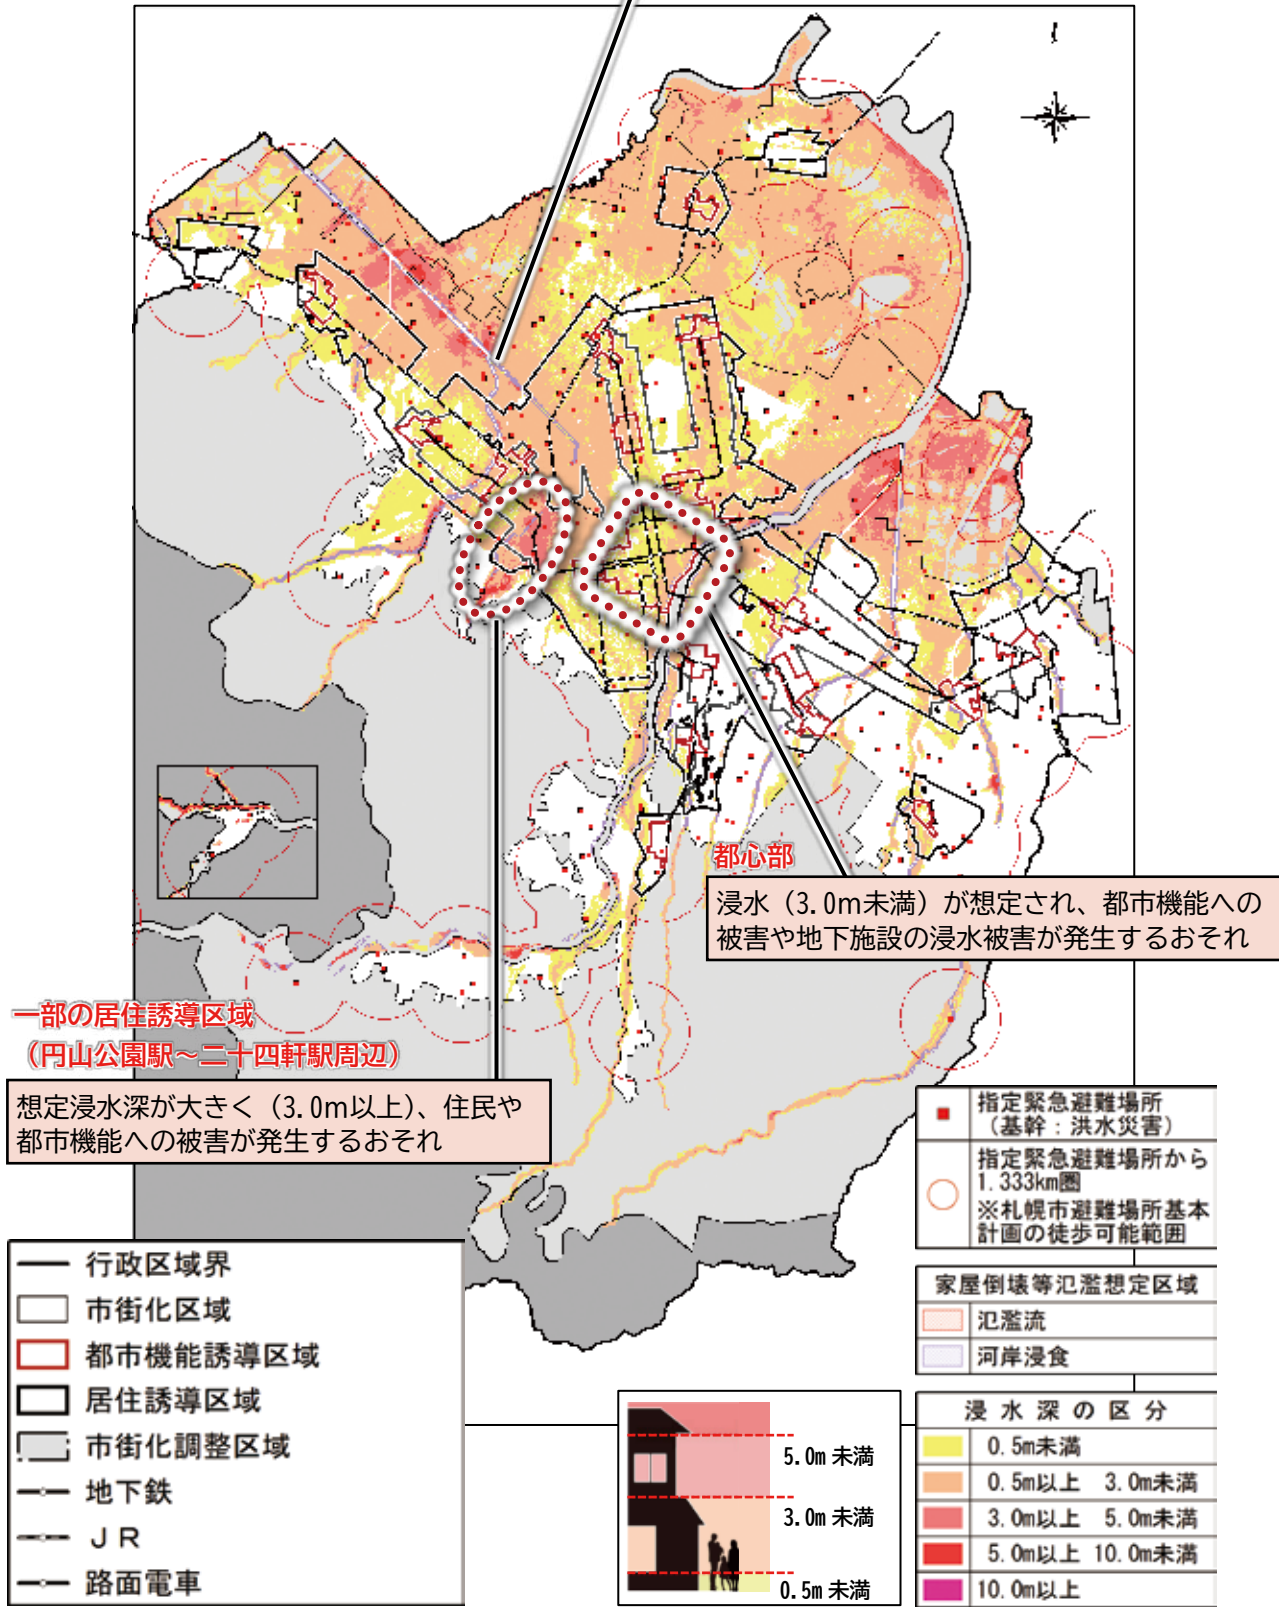 都心部
浸水（3.0m未満）が想定され、都市機能への
被害や地下施設の浸水被害が発生するおそれ
一部の居住誘導区域
（円山公園駅～二十四軒駅周辺）
想定浸水深が大きく（3.0m以上）、住民や
都市機能への被害が発生するおそれ
指定緊急避難場所
（基幹：洪水災害）
指定緊急避難場所から
1.333km圏
※札幌市避難場所基本
計画の徒歩可能範囲
家屋倒壊等氾濫想定区域
氾濫流
河岸浸食
浸水深の区分
0.5m未満
0.5m以上 3.0m未満
3.0m以上 5.0m未満
5.0m以上 10.0m未満
10.0m以上
行政区域界
市街化区域
都市機能誘導区域
居住誘導区域
市街化調整区域
地下鉄
ＪＲ
路面電車
5.0m 未満
3.0m 未満
0.5m 未満